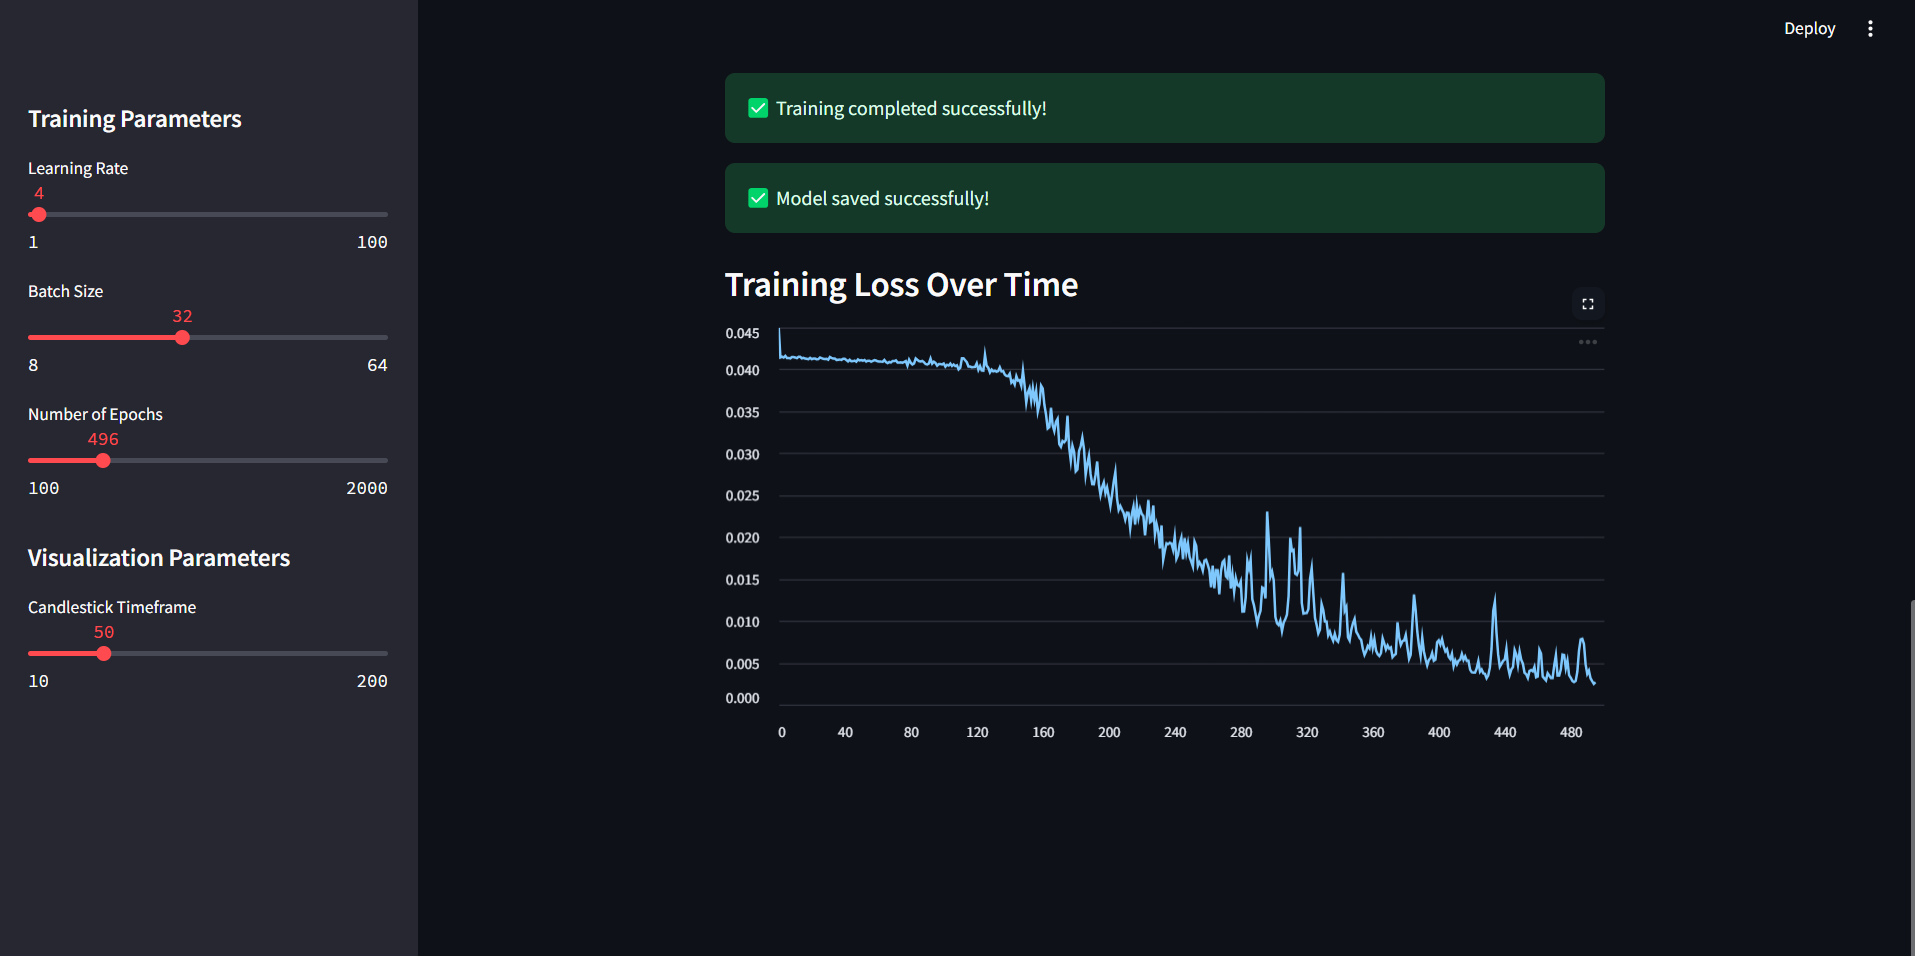 Deploy
Training Parameters
Learning Rate
4
1 100
Batch Size
32
8 64
Number of Epochs
496
100 2000
Visualization Parameters
Candlestick Timeframe
50
10 200
Training completed successfully!
Model saved successfully!
Training Loss Over Time
0.045
0.040
0.035
0.030
0.025
0.020
0.015
0.010
0.005
0.000
0 40 80 120 160 200 240 280 320 360 400 440 480